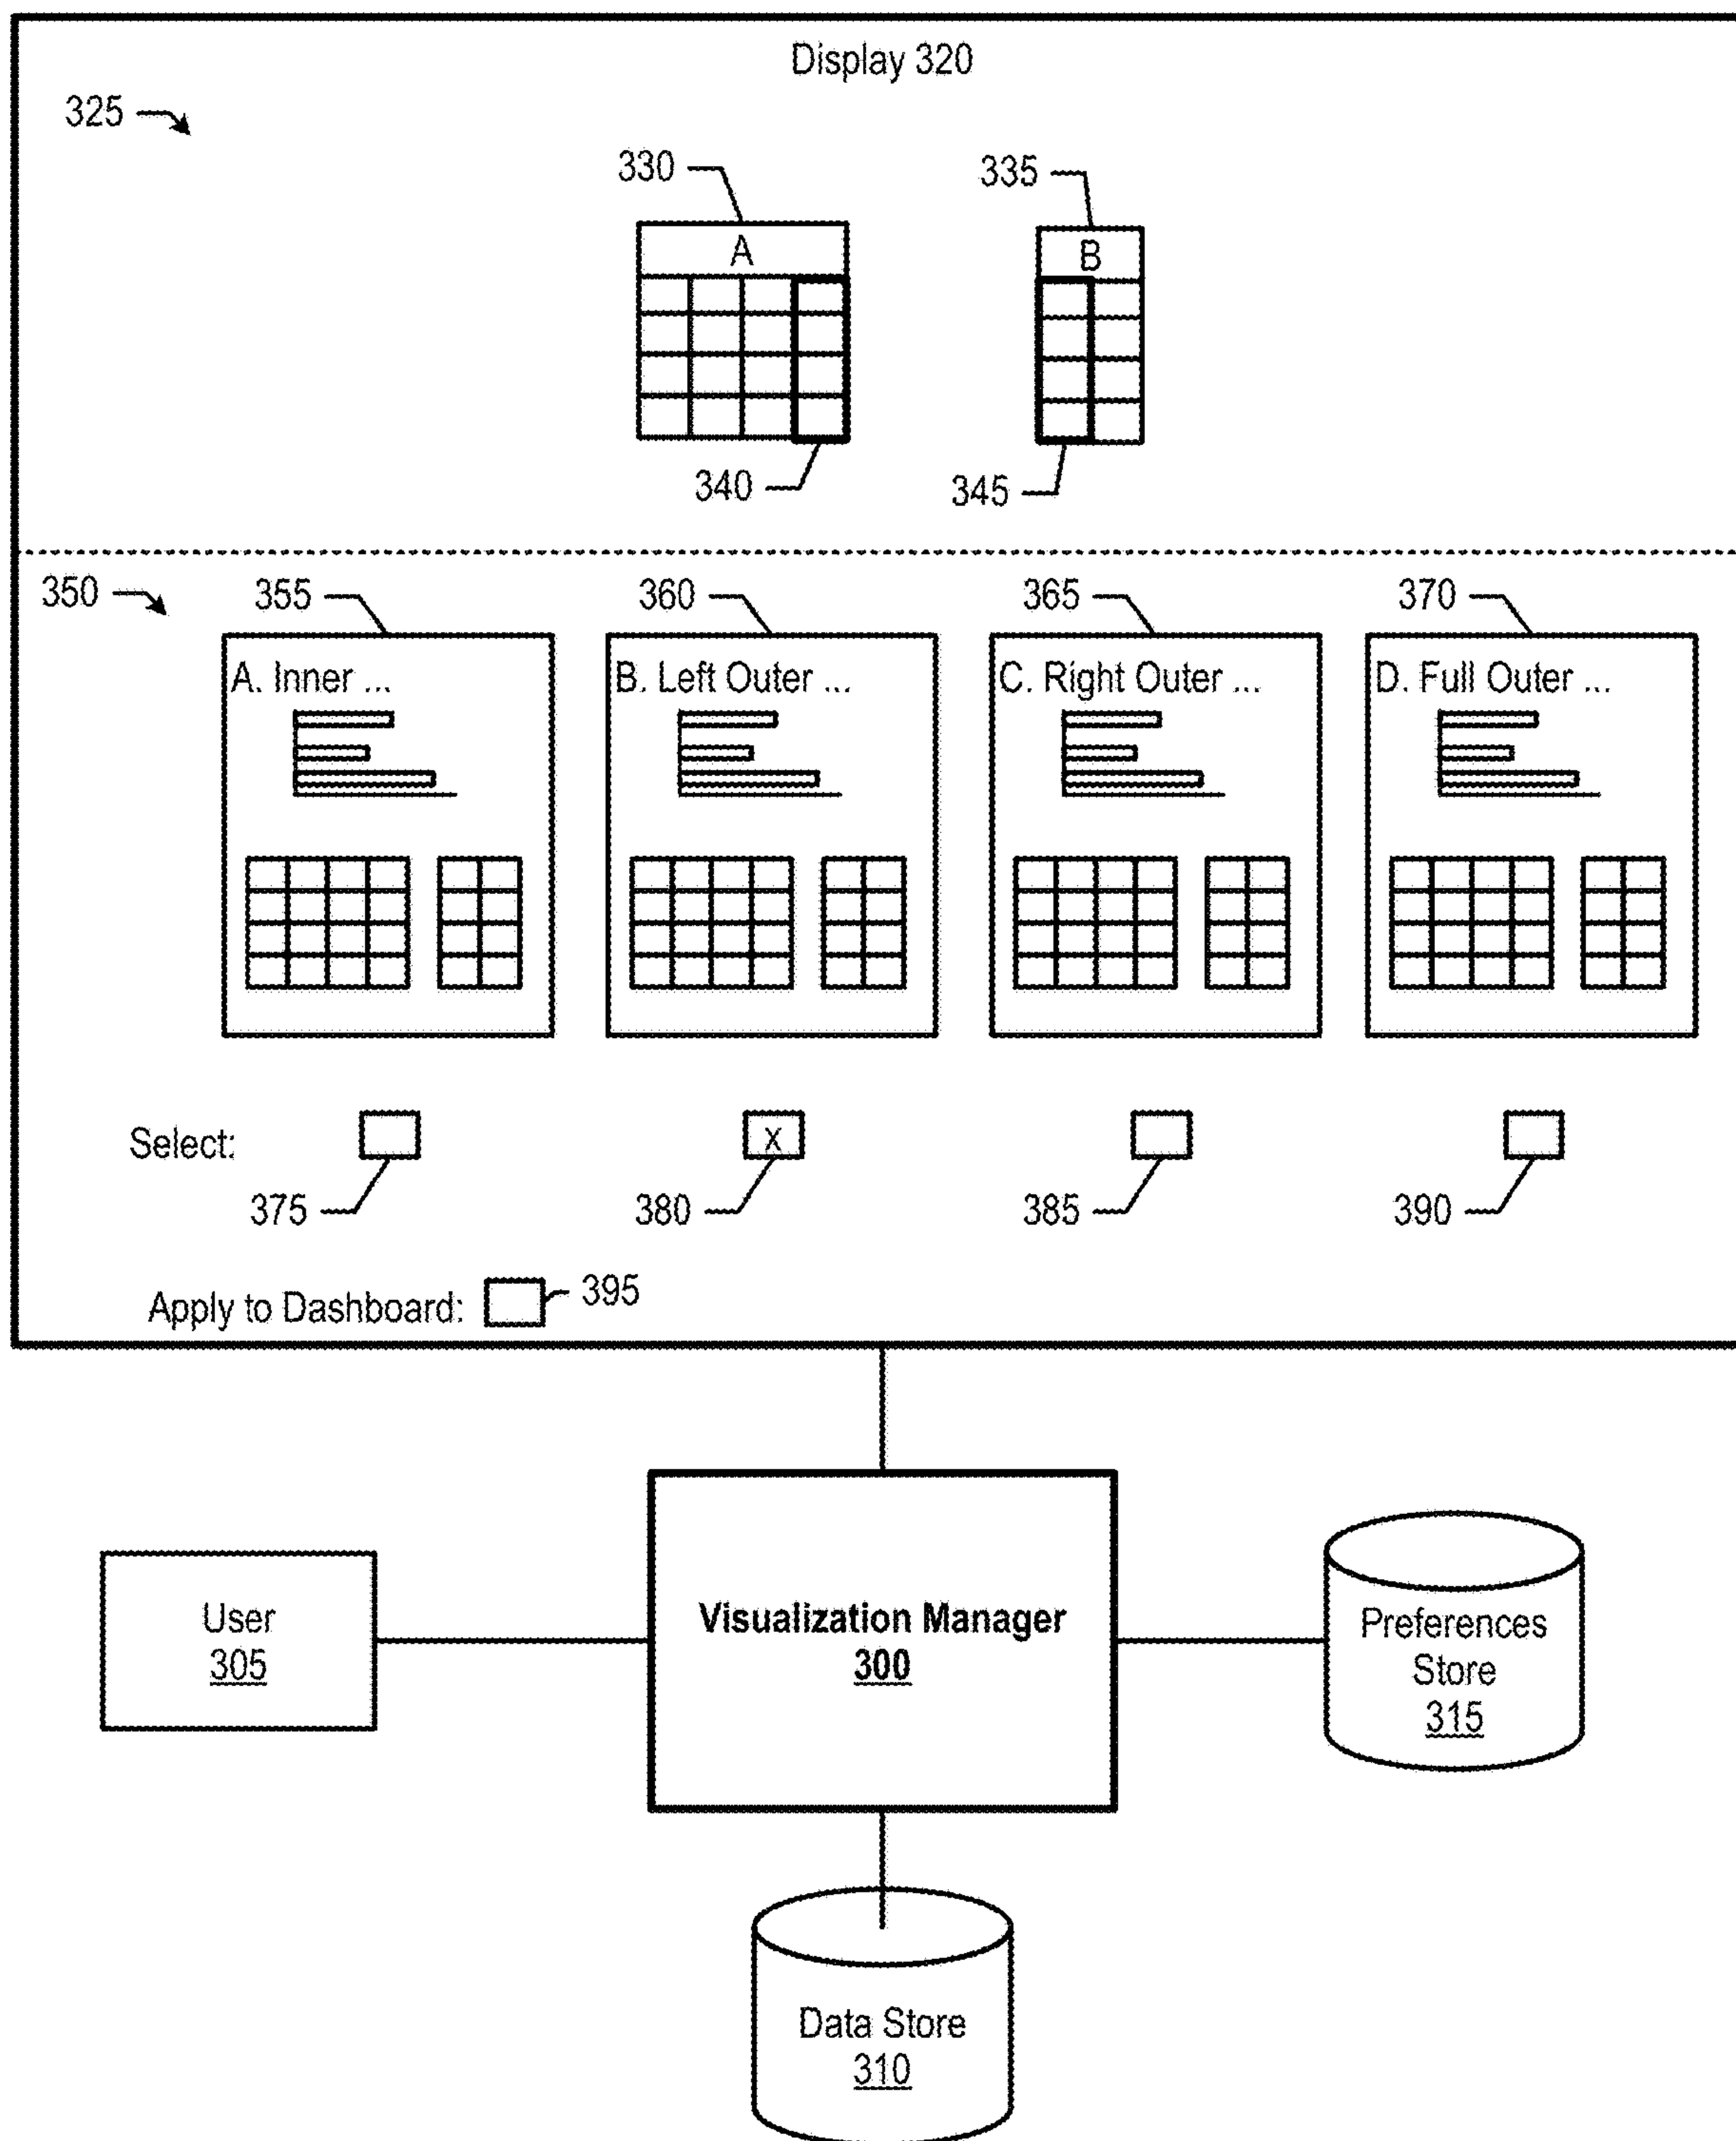 Display 320
325
330
335
A
B
340
345
350
355
360
365
370
A. Inner ...
B. Left Outer ...
C. Right Outer ...
D. Full Outer ...
Select:
x
375
380
385
390
Apply to Dashboard:
395
User
305
Visualization Manager
300
Preferences
Store
315
Data Store
310